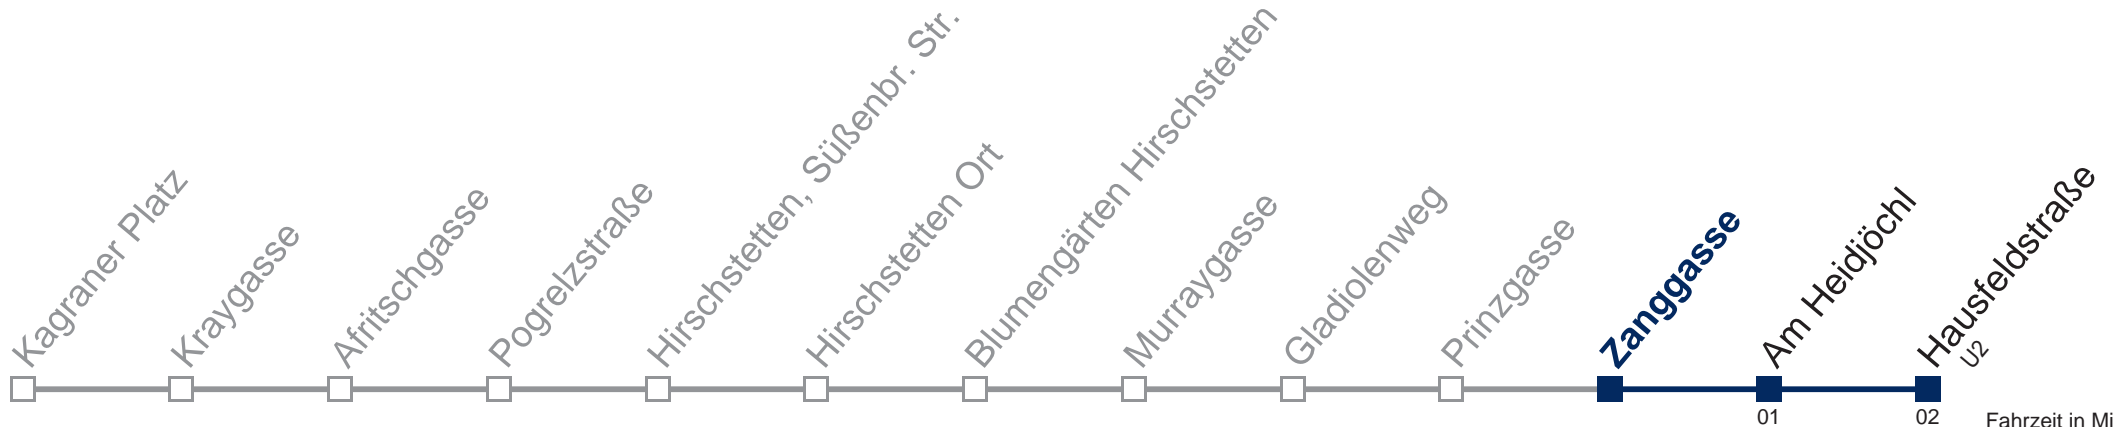 Kagraner Platz
Kraygasse
Afritschgasse
Pogrelzstraße
Hirschstetten, Süßenbr. Str.
Hirschstetten Ort
Blumengärten Hirschstetten
Murraygasse
Gladiolenweg
Prinzgasse
Zanggasse
Am Heidjöchl
Hausfeldstraße
U2
01
02
Fahrzeit in